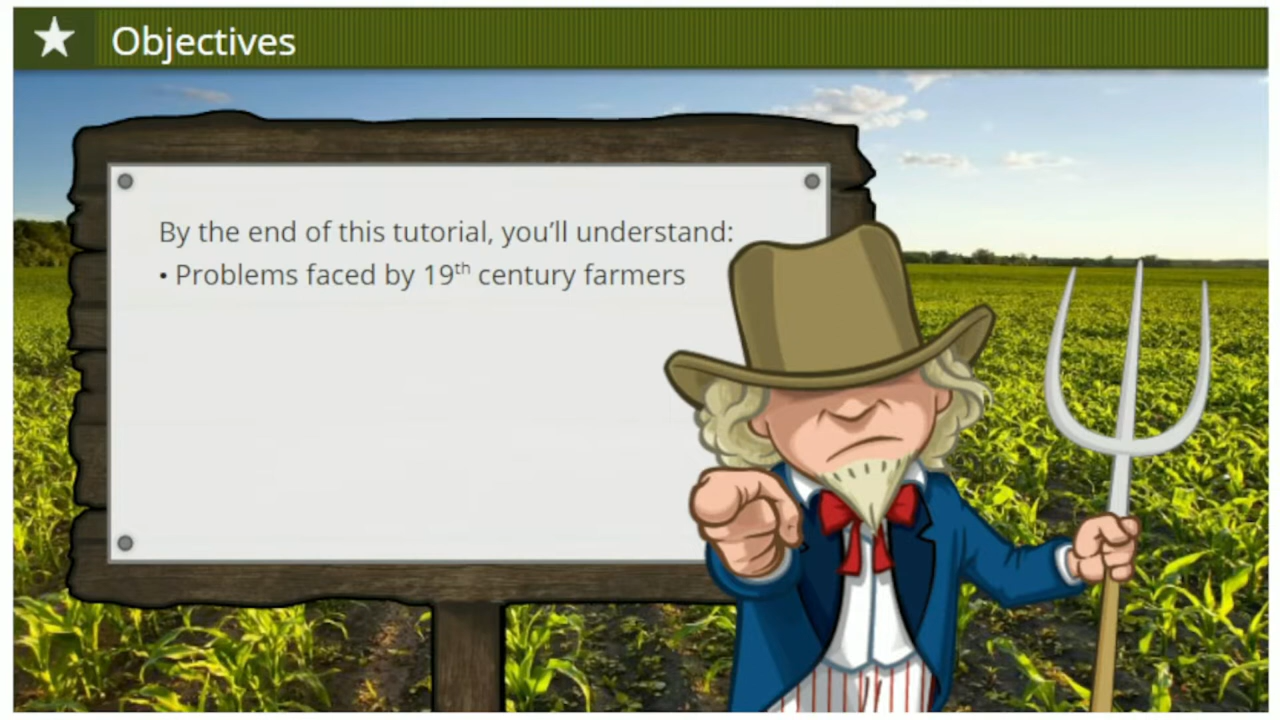 Objectives
By the end of this tutorial, you’ll understand:
• Problems faced by 19th century farmers